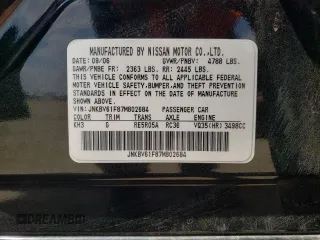 MANUFACTURED BY NISSAN MOTOR CO.,LTD.
DATE: 09/06 GVWR/PNBV: 4788 LBS.
GAWR/PNBE FR: 2363 LBS. RR: 2445 LBS.
THIS VEHICLE CONFORMS TO ALL APPLICABLE
FEDERAL MOTOR VEHICLE SAFETY, BUMPER, AND
THEFT PREVENTION STANDARDS IN EFFECT ON THE
DATE OF MANUFACTURE SHOWN ABOVE.
VIN: JNKBV61F87M802684 PASSENGER CAR
COLOR TRIM TRANS AXLE ENGINE
KH3 G RE5R05A RC36 VQ35(HR) 3498CC
JNKBV61F87M802684